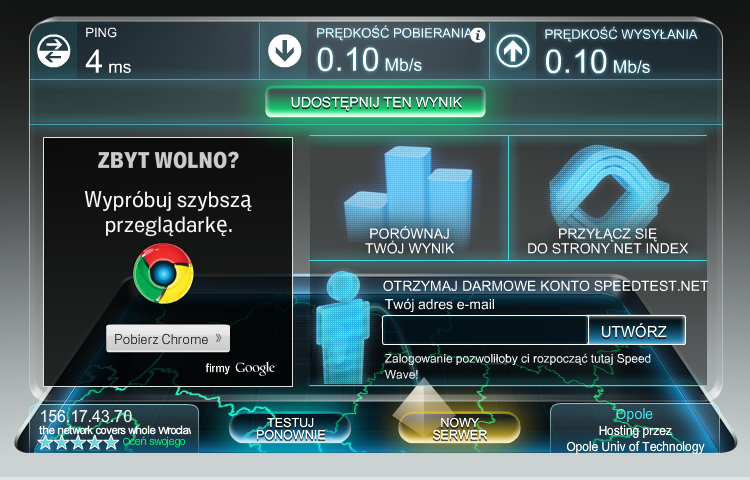 PING
4 ms
PRĘDKOŚĆ POBIERANIA
i
0.10 Mb/s
PRĘDKOŚĆ WYSYŁANIA
0.10 Mb/s
UDOSTĘPNIJ TEN WYNIK
ZBYT WOLNO?
Wypróbuj szybszą
przeglądarkę.
Pobierz Chrome »
firmy Google
PORÓWNAJ
TWÓJ WYNIK
PRZYŁĄCZ SIĘ
DO STRONY NET INDEX
OTRZYMAJ DARMOWE KONTO SPEEDTEST.NET
Twój adres e-mail
UTWÓRZ
Zalogowanie pozwoliłoby ci rozpocząć tutaj Speed
Wave!
156.17.43.70
the network covers whole Wrocław
Oceń swojego
TESTUJ
PONOWNIE
NOWY
SERWER
Opole
Hosting przez
Opole Univ of Technology